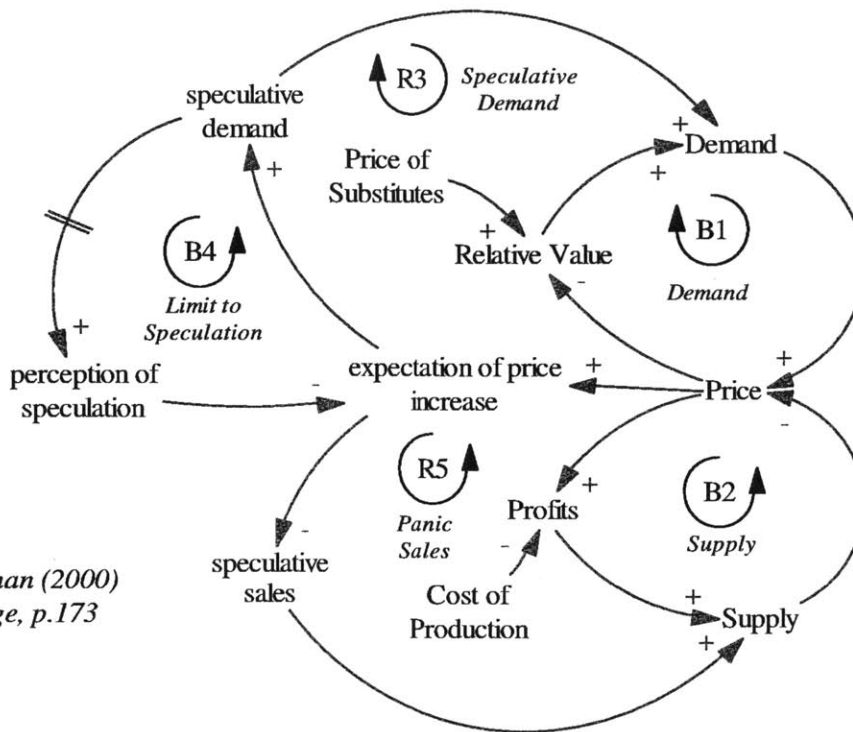 R3
Speculative
Demand
speculative
demand
+
Demand
+
+
Price of
Substitutes
+
Relative Value
-
B1
Demand
B4
Limit to
Speculation
+
perception of
speculation
-
expectation of price
increase
+
Price
+
-
R5
Panic
Sales
+
Profits
-
B2
Supply
-
speculative
sales
Cost of
Production
+
Supply
+
(2000)
p.173